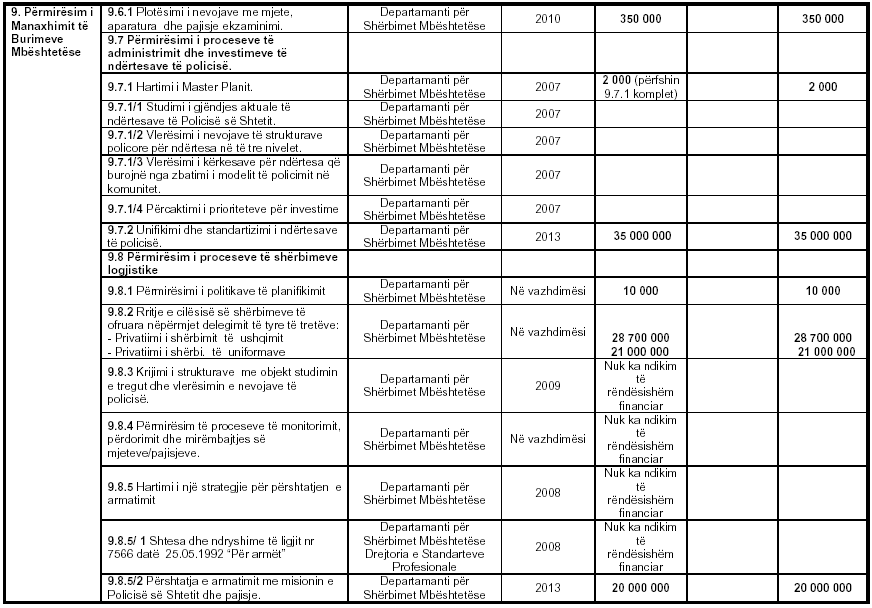 9. Përmirësim i
Manaxhimit të
Burimeve
Mbështetëse
9.6.1 Plotësimi i nevojave me mjete,
aparatura dhe pajisje ekzaminimi.
Departamanti për
Shërbimet Mbështetëse
2010
350 000
350 000
9.7 Përmirësimi i proceseve të
administrimit dhe investimeve të
ndërtesave të policisë.
9.7.1 Hartimi i Master Planit.
Departamanti për
Shërbimet Mbështetëse
2007
2 000 (përfshin
9.7.1 komplet)
2 000
9.7.1/1 Studimi i gjëndjes aktuale të
ndërtesave të Policisë së Shtetit.
Departamanti për
Shërbimet Mbështetëse
2007
9.7.1/2 Vlerësimi i nevojave të strukturave
policore për ndërtesa në të tre nivelet.
Departamanti për
Shërbimet Mbështetëse
2007
9.7.1/3 Vlerësimi i kërkesave për ndërtesa që
burojnë nga zbatimi i modelit të policimit në
komunitet.
Departamanti për
Shërbimet Mbështetëse
2007
9.7.1/4 Përcaktimi i prioriteteve për investime
Departamanti për
Shërbimet Mbështetëse
2007
9.7.2 Unifikimi dhe standartizimi i ndërtesave
të policisë.
Departamanti për
Shërbimet Mbështetëse
2013
35 000 000
35 000 000
9.8 Përmirësim i proceseve të shërbimeve
logjistike
9.8.1 Përmirësimi i politikave të planifikimit
Departamanti për
Shërbimet Mbështetëse
Në vazhdimësi
10 000
10 000
9.8.2 Rritje e cilësisë së shërbimeve të
ofruara nëpërmjet delegimit të tyre të tretëve:
- Privatiimi i shërbimit të ushqimit
- Privatiimi i shërbi. të uniformave
Departamanti për
Shërbimet Mbështetëse
Në vazhdimësi
28 700 000
21 000 000
28 700 000
21 000 000
9.8.3 Krijimi i strukturave me objekt studimin
e tregut dhe vlerësimin e nevojave të
policisë.
Departamanti për
Shërbimet Mbështetëse
2009
Nuk ka ndikim
të
rëndësishëm
financiar
9.8.4 Përmirësim të proceseve të monitorimit,
përdorimit dhe mirëmbajtjes së
mjeteve/pajisjeve.
Departamanti për
Shërbimet Mbështetëse
Në vazhdimësi
Nuk ka ndikim
të
rëndësishëm
financiar
9.8.5 Hartimi i një strategjie për përshtatjen e
armatimit
Departamanti për
Shërbimet Mbështetëse
2008
Nuk ka ndikim
të
rëndësishëm
financiar
9.8.5/ 1 Shtesa dhe ndryshime të ligjit nr
7566 datë 25.05.1992 “Për armët”
Departamanti për
Shërbimet Mbështetëse
Drejtoria e Standarteve
Profesionale
2008
Nuk ka ndikim
të
rëndësishëm
financiar
9.8.5/2 Përshtatja e armatimit me misionin e
Policisë së Shtetit dhe pajisje.
Departamanti për
Shërbimet Mbështetëse
2013
20 000 000
20 000 000